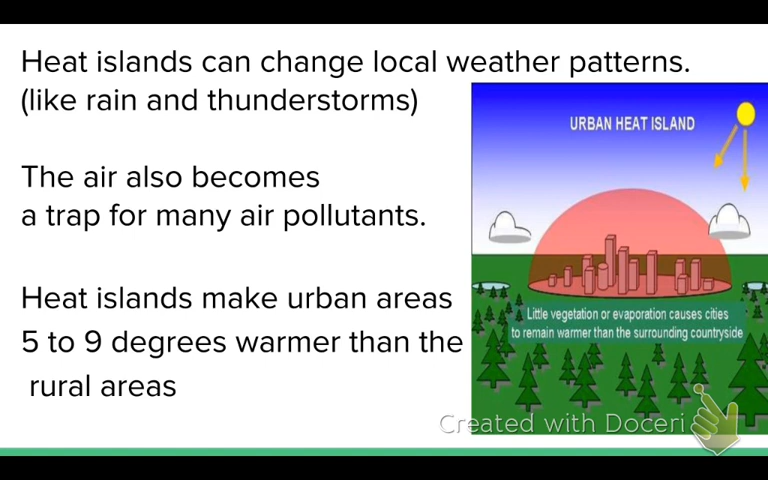 Heat islands can change local weather patterns.
(like rain and thunderstorms)
The air also becomes
a trap for many air pollutants.
Heat islands make urban areas
5 to 9 degrees warmer than the
rural areas
URBAN HEAT ISLAND
Little vegetation or evaporation causes cities
to remain warmer than the surrounding countryside
Created with Doceri